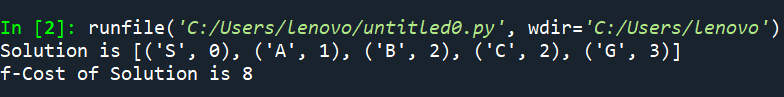 In [2]: runfile('C:/Users/lenovo/untitled0.py', wdir='C:/Users/lenovo')
Solution is [('S', 0), ('A', 1), ('B', 2), ('C', 2), ('G', 3)]
f-Cost of Solution is 8